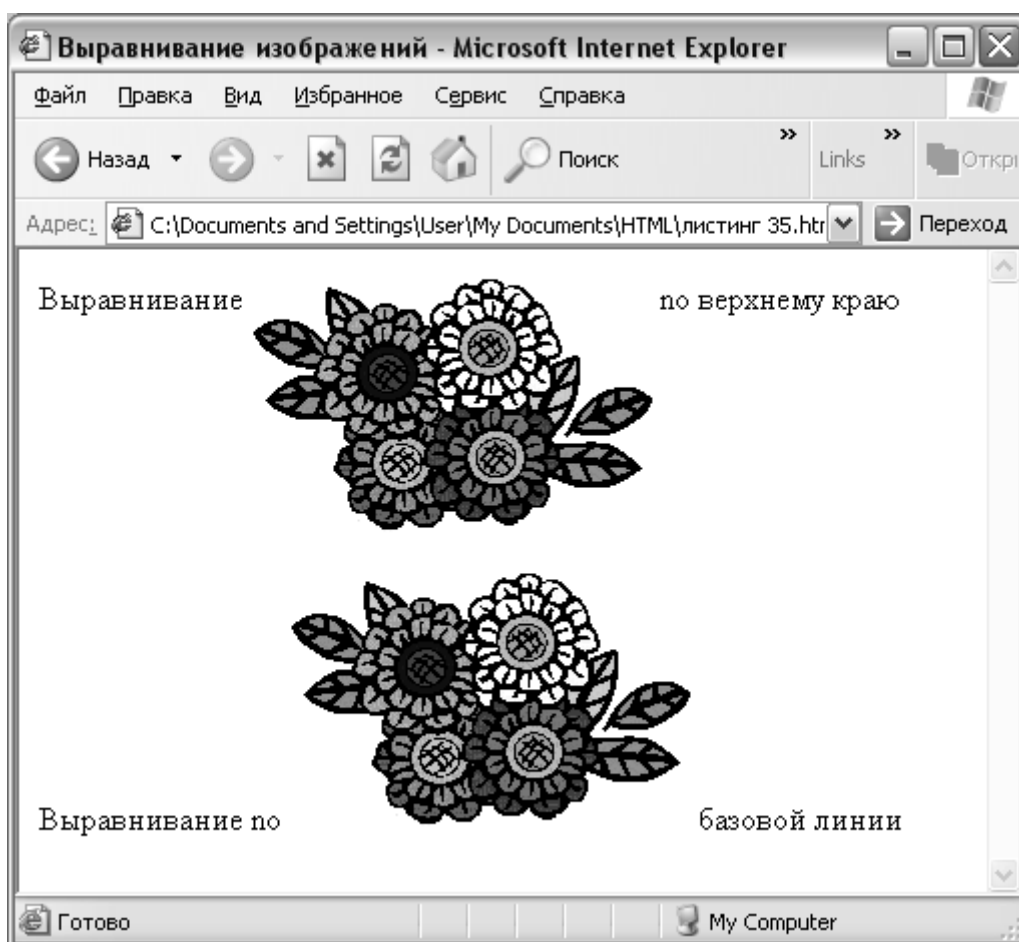 Выравнивание изображений - Microsoft Internet Explorer
Файл Правка Вид Избранное Сервис Справка
Назад Поиск » Links » Откры
Адрес: C:\Documents and Settings\User\My Documents\HTML\листинг 35.htr Переход
Выравнивание по верхнему краю
Выравнивание по базовой линии
Готово My Computer